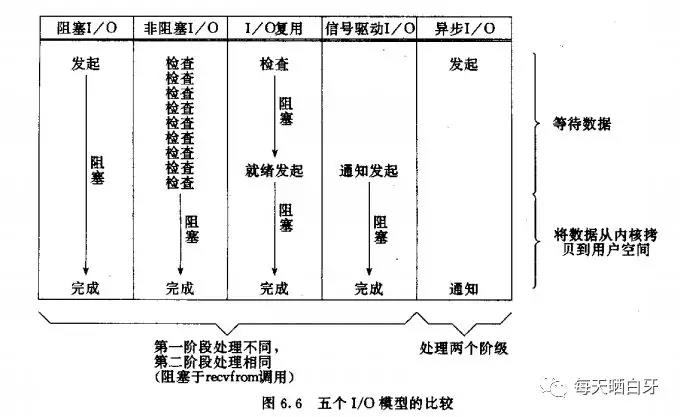 阻塞I/O 非阻塞I/O I/O复用 信号驱动I/O 异步I/O
发起 检查 检查 发起
检查
检查
检查
检查
检查
检查
检查
检查
阻塞
阻塞
就绪发起 通知发起
阻塞
阻塞
阻塞
完成 完成 完成 完成 通知
等待数据
将数据从内核拷
贝到用户空间
第一阶段处理不同,
第二阶段处理相同
(阻塞于recvfrom调用)
处理两个阶级
图 6.6 五个 I/O 模型的比较
每天晒白牙